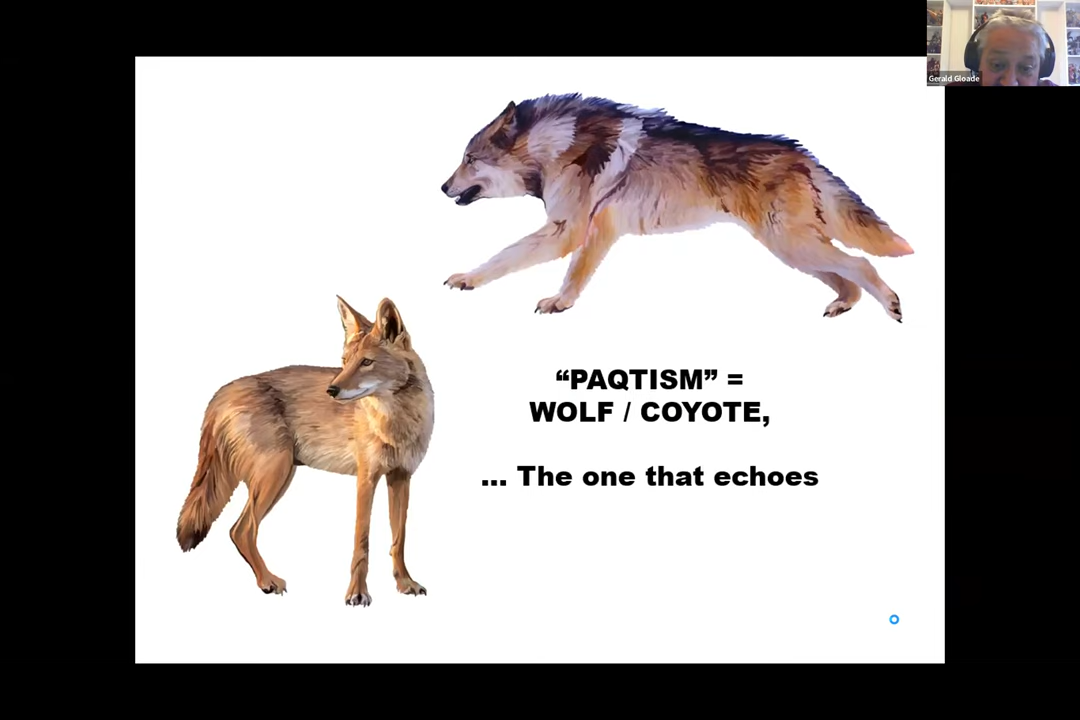 Gerald Gloade
“PAQTISM” =
WOLF / COYOTE,
... The one that echoes